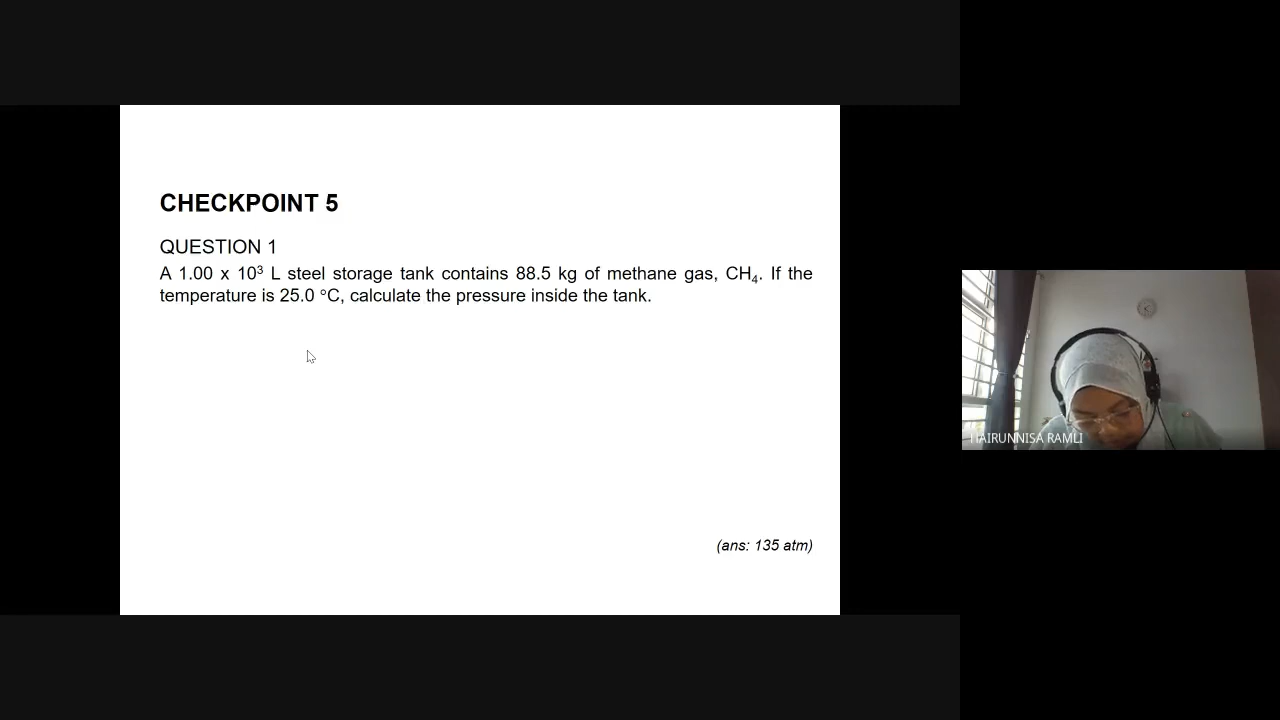 CHECKPOINT 5
QUESTION 1
A 1.00 x 10³ L steel storage tank contains 88.5 kg of methane gas, CH₄. If the
temperature is 25.0 °C, calculate the pressure inside the tank.
(ans: 135 atm)
HAIRUNNISA RAMLI